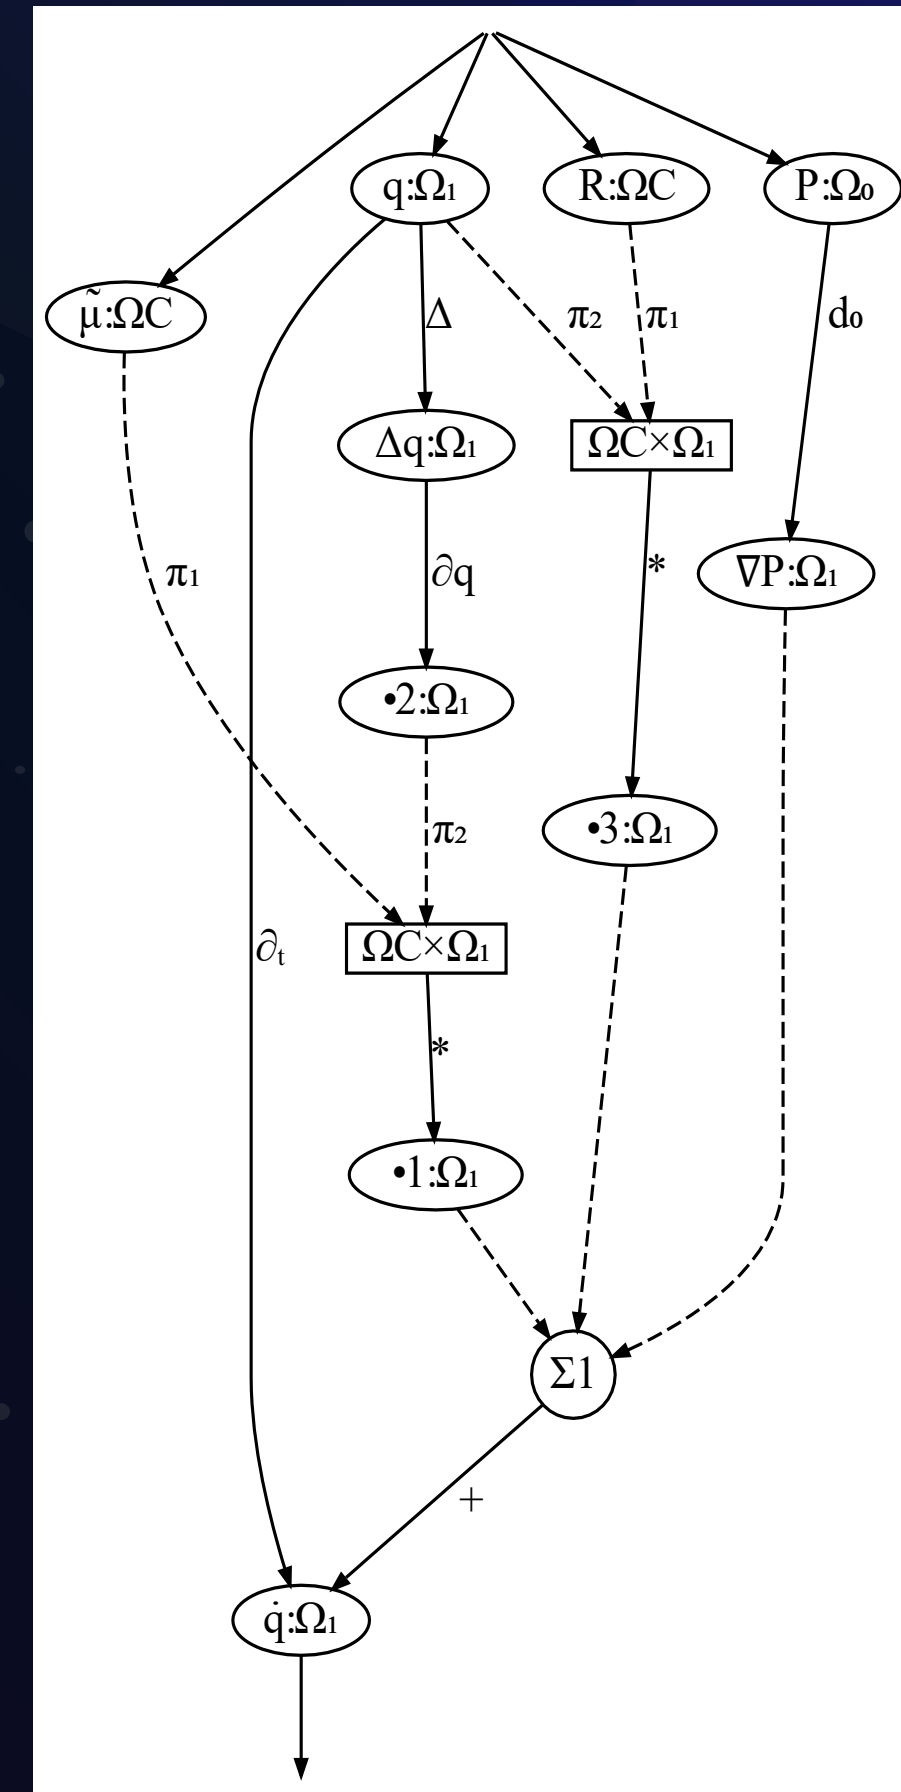 q:Ω₁
R:ΩC
P:Ω₀
μ̃:ΩC
Δ
π₂
π₁
d₀
Δq:Ω₁
ΩC×Ω₁
π₁
∂q
*
∇P:Ω₁
•2:Ω₁
π₂
•3:Ω₁
∂ₜ
ΩC×Ω₁
*
•1:Ω₁
Σ1
+
q̇:Ω₁